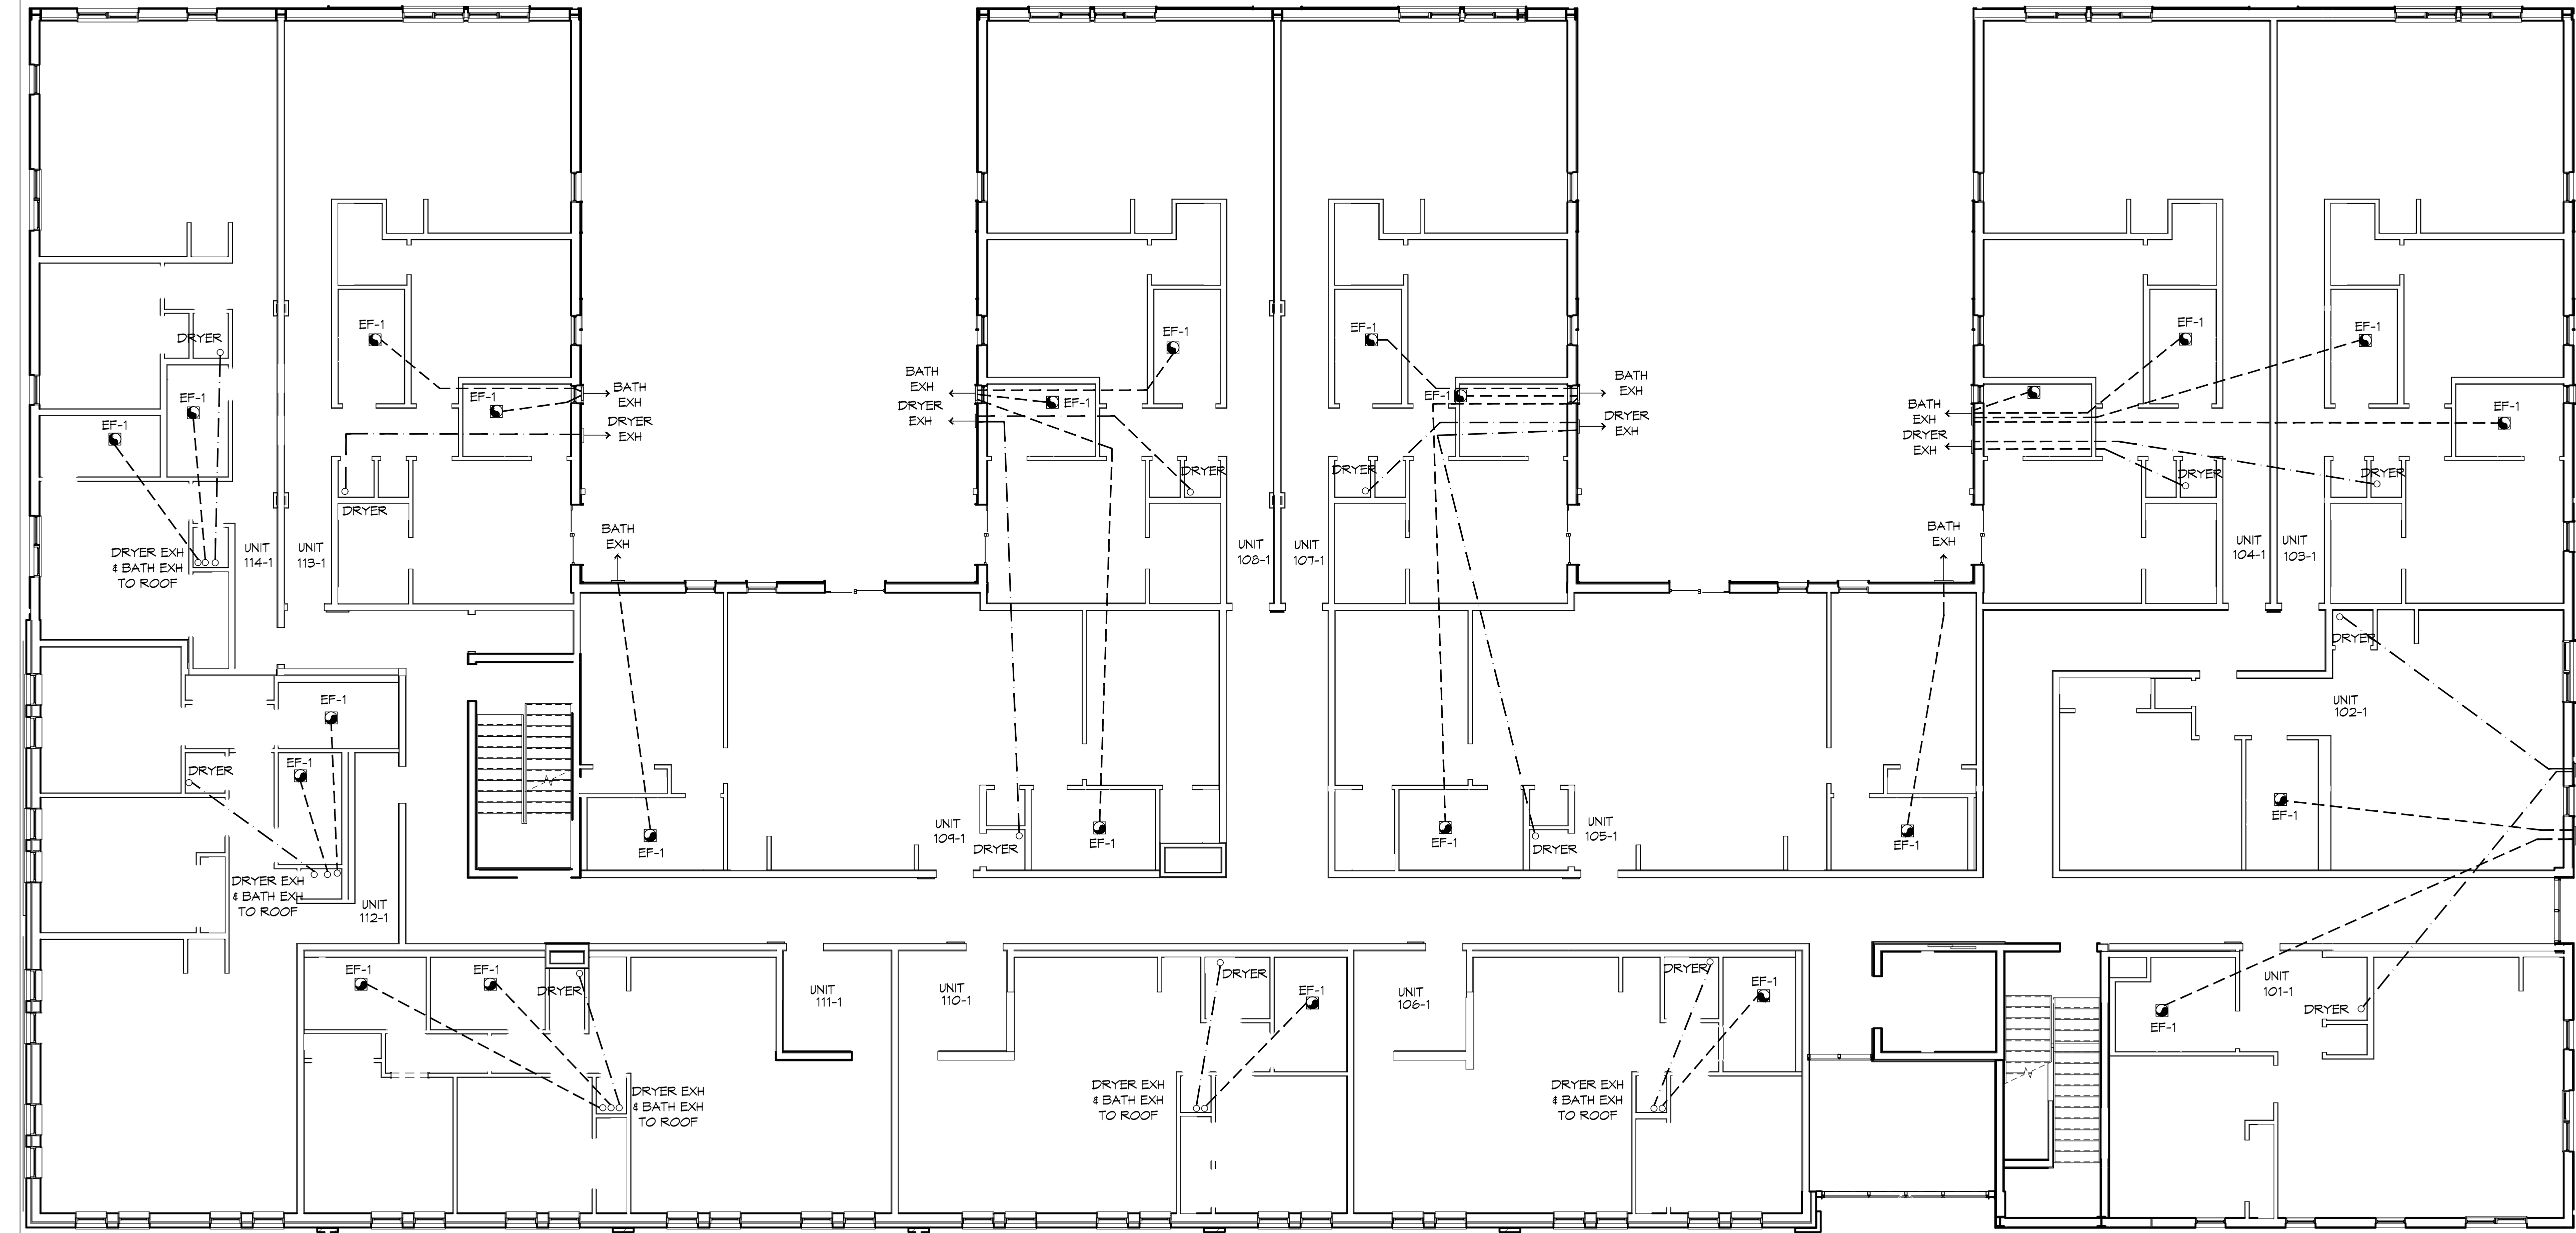 EF-1
EF-1
EF-1
EF-1
EF-1
DRYER
BATH
EXH
BATH
EXH
BATH
EXH
EF-1
EF-1
EF-1
EF-1
EF-1
BATH
EXH
DRYER
EXH
DRYER
EXH
DRYER
EXH
EF-1
DRYER
EXH
EF-1
DRYER
DRYER
DRYER
DRYER
DRYER
BATH
EXH
BATH
EXH
DRYER EXH
& BATH EXH
TO ROOF
UNIT
114-1
UNIT
113-1
UNIT
108-1
UNIT
107-1
UNIT
104-1
UNIT
103-1
DRYER
EF-1
UNIT
102-1
EF-1
DRYER
EF-1
UNIT
109-1
UNIT
105-1
EF-1
DRYER
EF-1
EF-1
DRYER
EF-1
DRYER EXH
& BATH EXH
TO ROOF
UNIT
112-1
EF-1
EF-1
DRYER
UNIT
111-1
UNIT
110-1
DRYER
EF-1
UNIT
106-1
DRYER
EF-1
UNIT
101-1
DRYER
EF-1
DRYER EXH
& BATH EXH
TO ROOF
DRYER EXH
& BATH EXH
TO ROOF
DRYER EXH
& BATH EXH
TO ROOF